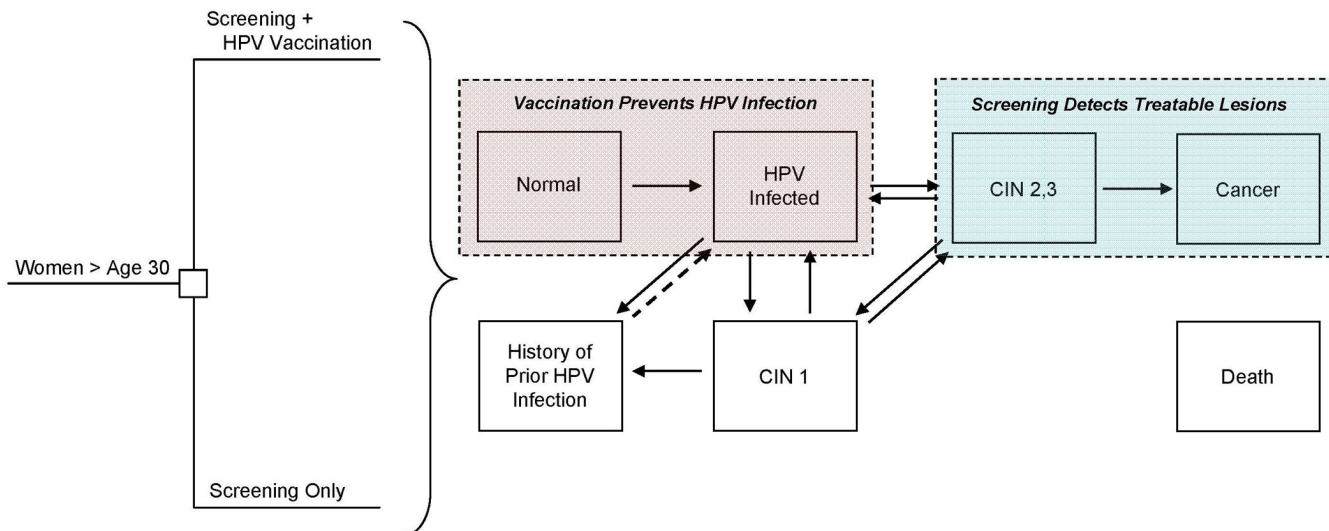 Screening +
HPV Vaccination
Vaccination Prevents HPV Infection
Screening Detects Treatable Lesions
Normal
HPV
Infected
CIN 2,3
Cancer
Women > Age 30
History of
Prior HPV
Infection
CIN 1
Death
Screening Only